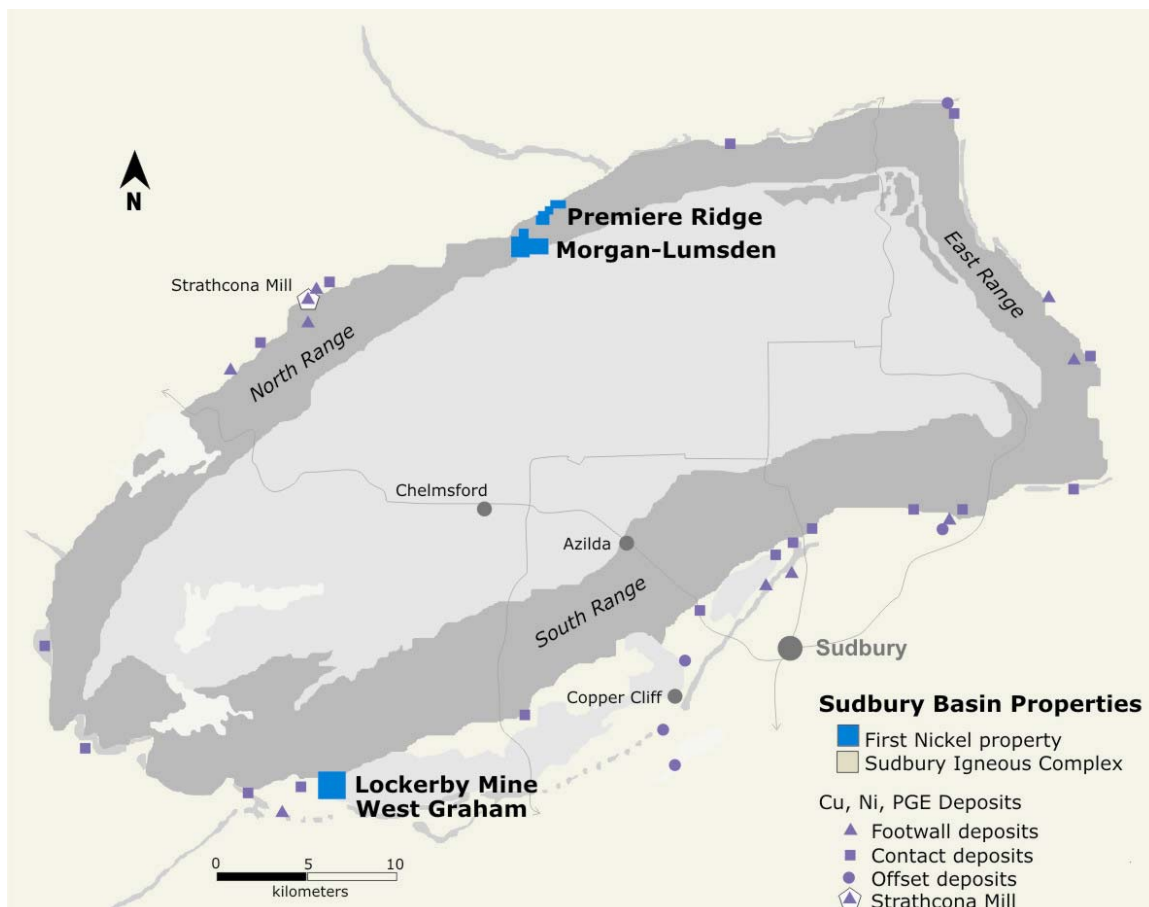 N
Premiere Ridge
Morgan-Lumsden
Strathcona Mill
East Range
North Range
Chelmsford
Azilda
South Range
Sudbury
Copper Cliff
Lockerby Mine
West Graham
0 5 10
kilometers
Sudbury Basin Properties
First Nickel property
Sudbury Igneous Complex
Cu, Ni, PGE Deposits
Footwall deposits
Contact deposits
Offset deposits
Strathcona Mill